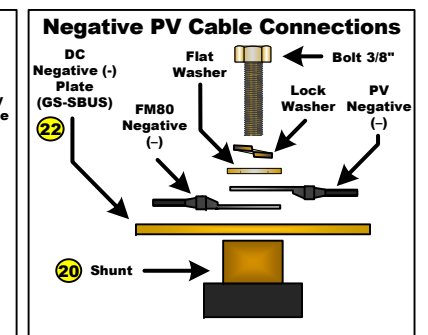 Negative PV Cable Connections
DC
Negative (-)
Plate
(GS-SBUS)
22
Flat
Washer
Bolt 3/8"
FM80
Negative
(–)
Lock
Washer
PV
Negative
(–)
20 Shunt